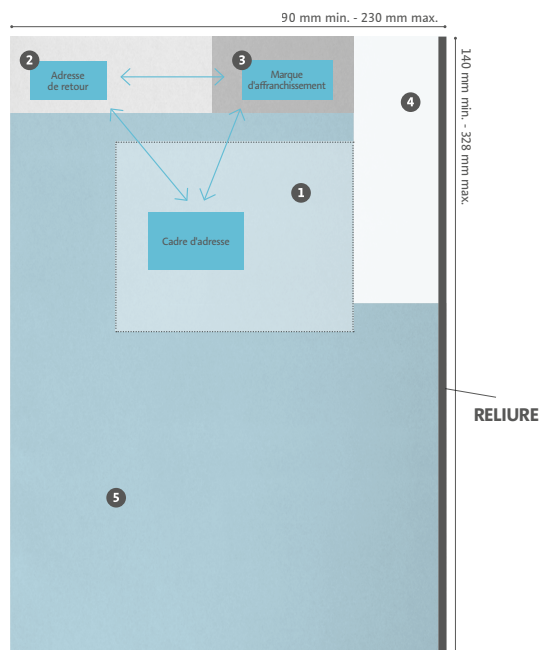 90 mm min. - 230 mm max.
2
Adresse
de retour
3
Marque
d'affranchissement
4
140 mm min. - 328 mm max.
1
Cadre d'adresse
RELIURE
5